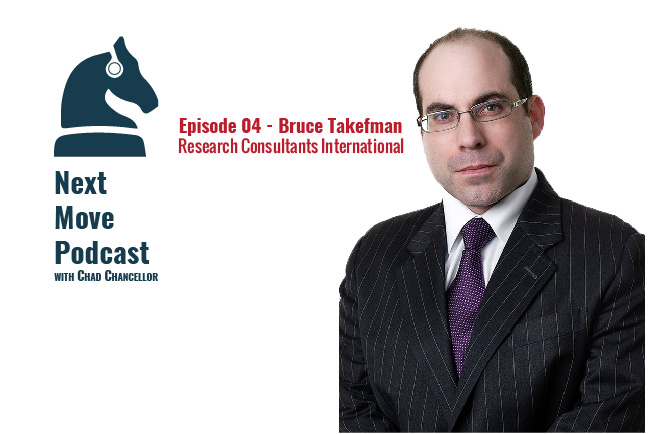 Episode 04 - Bruce Takefman
Research Consultants International
Next
Move
Podcast
WITH CHAD CHANCELLOR